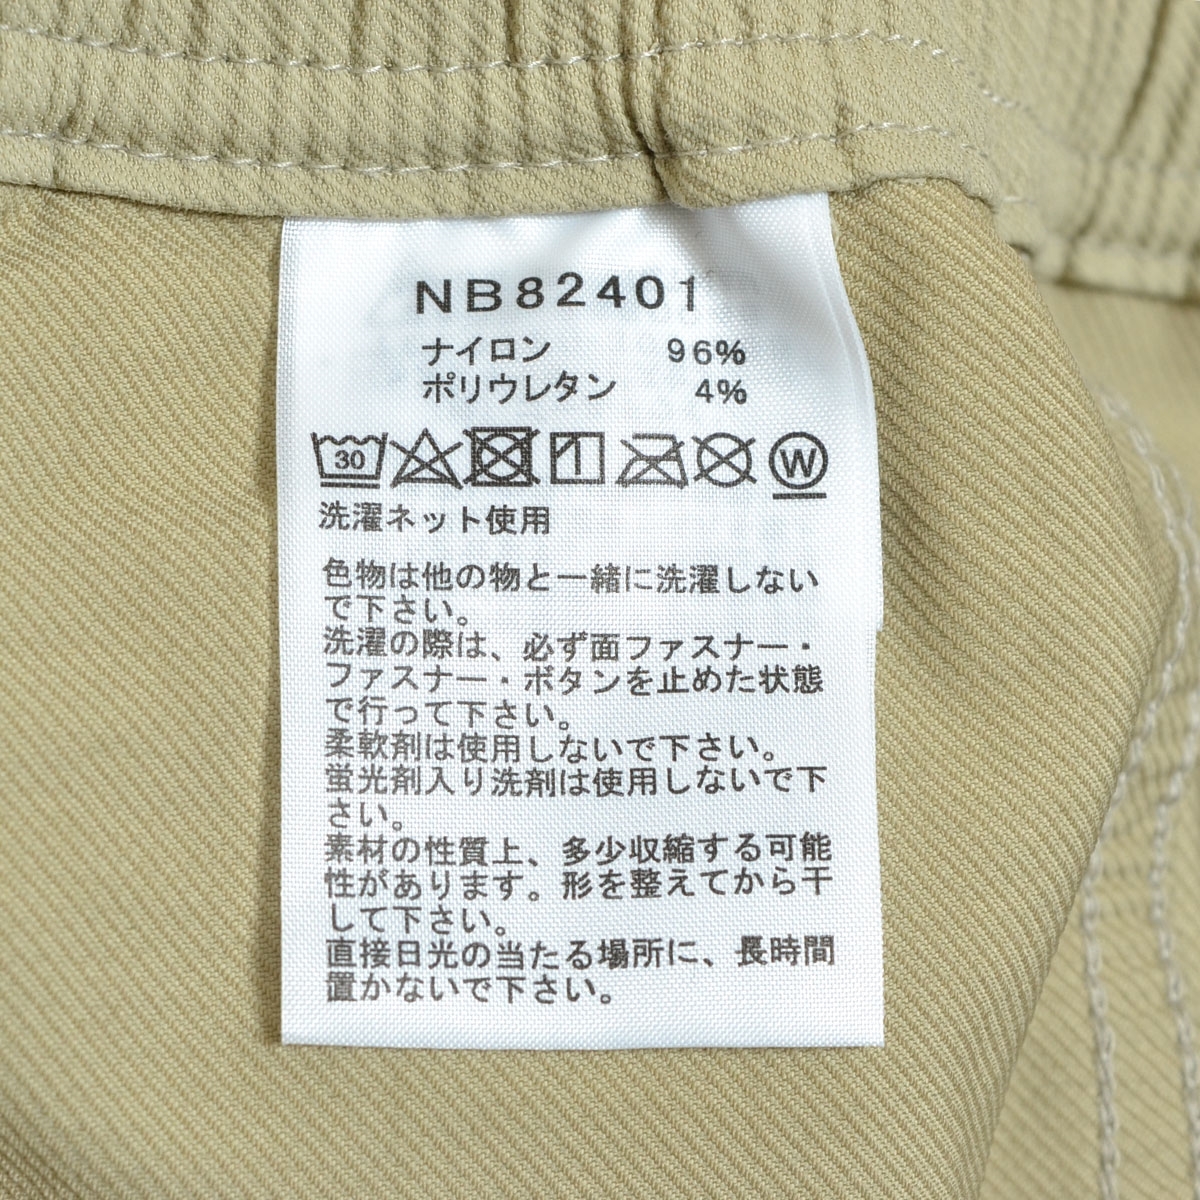 NB82401
ナイロン 96%
ポリウレタン 4%
30 W
洗濯ネット使用
色物は他の物と一緒に洗濯しない
で下さい。
洗濯の際は、必ず面ファスナー・
ファスナー・ボタンを止めた状態
で行って下さい。
柔軟剤は使用しないで下さい。
蛍光剤入り洗剤は使用しないで下
さい。
素材の性質上、多少収縮する可能
性があります。形を整えてから干
して下さい。
直接日光の当たる場所に、長時間
置かないで下さい。